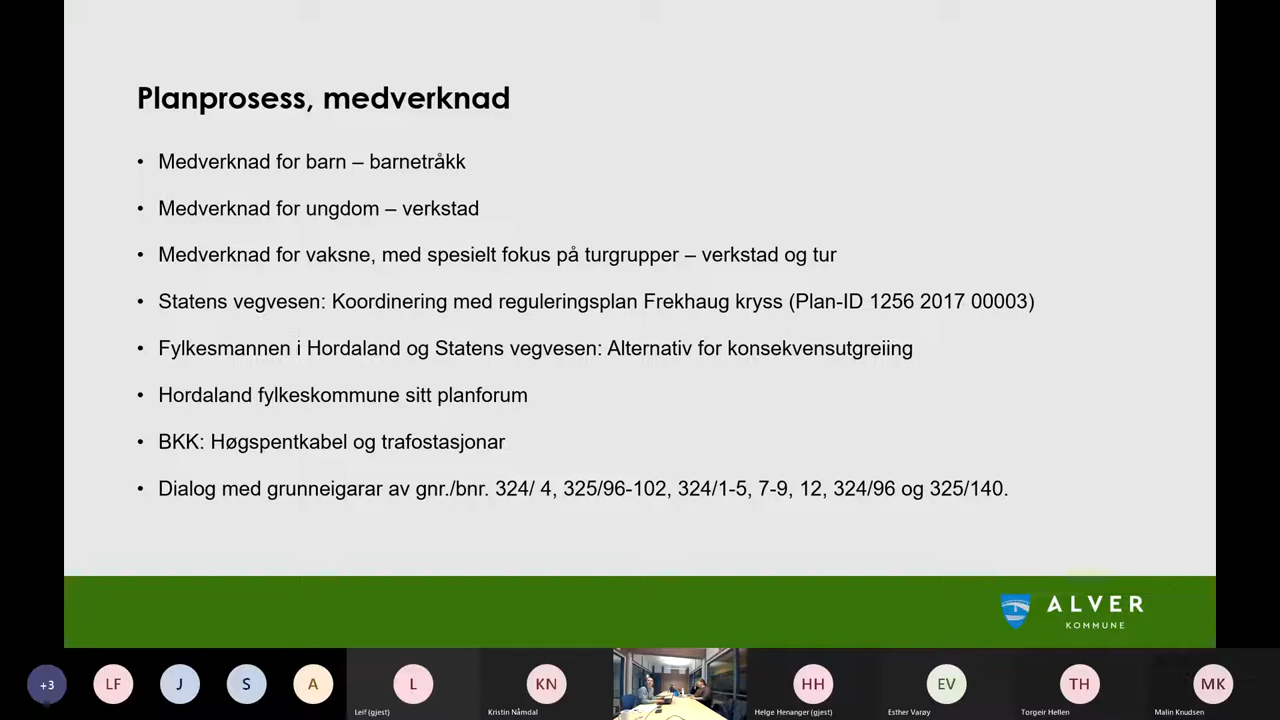 Planprosess, medverknad
• Medverknad for barn – barnetråkk
• Medverknad for ungdom – verkstad
• Medverknad for vaksne, med spesielt fokus på turgrupper – verkstad og tur
• Statens vegvesen: Koordinering med reguleringsplan Frekhaug kryss (Plan-ID 1256 2017 00003)
• Fylkesmannen i Hordaland og Statens vegvesen: Alternativ for konsekvensutgreiing
• Hordaland fylkeskommune sitt planforum
• BKK: Høgspentkabel og trafostasjonar
• Dialog med grunneigarar av gnr./bnr. 324/ 4, 325/96-102, 324/1-5, 7-9, 12, 324/96 og 325/140.
ALVER
KOMMUNE
+3
LF
J
S
A
L
KN
HH
EV
TH
MK
Leif (gjest)
Kristin Nåmdal
Helge Henanger (gjest)
Esther Varøy
Torgeir Hellen
Malin Knudsen